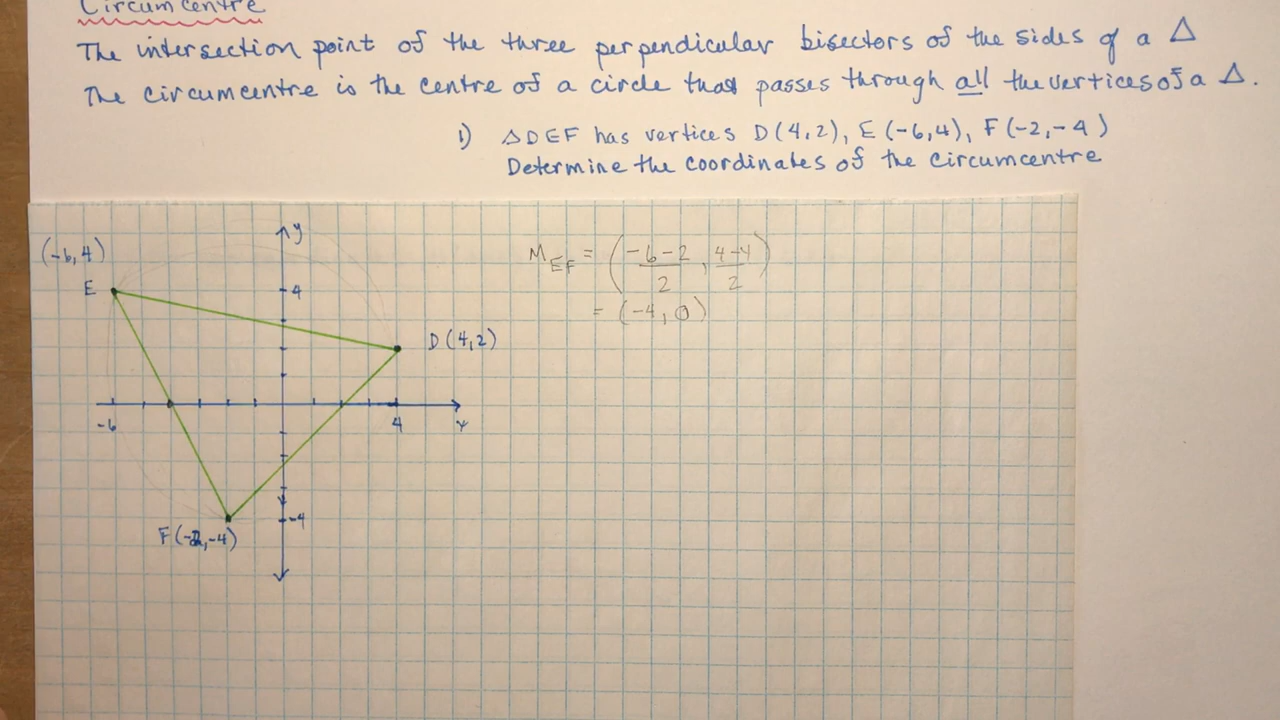 Circumcentre
The intersection point of the three perpendicular bisectors of the sides of a Δ
The circumcentre is the centre of a circle that passes through all the vertices of a Δ.
1) ΔDEF has vertices D(4,2), E(-6,4), F(-2,-4)
Determine the coordinates of the circumcentre
(-6,4)
E
y
4
D(4,2)
-6
4
x
-4
F(-2,-4)
M_EF = ((-6-2)/2, (4-4)/2)
= (-4, 0)